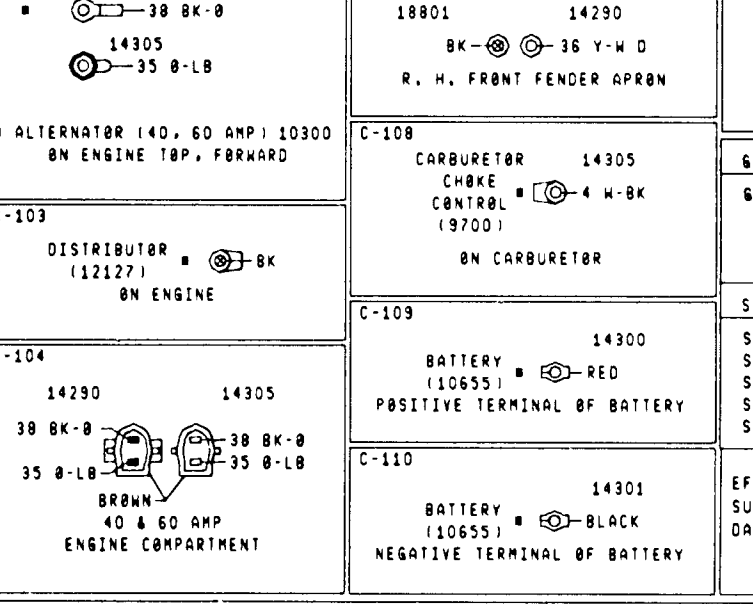 38 BK-O
14305
35 O-LB
ALTERNATOR (40, 60 AMP) 10300
ON ENGINE TOP, FORWARD
-103
DISTRIBUTOR
(12127)
BK
ON ENGINE
-104
14290 14305
38 BK-O 38 BK-O
35 O-LB 35 O-LB
BROWN
40 & 60 AMP
ENGINE COMPARTMENT
18801 14290
BK 36 Y-W D
R. H. FRONT FENDER APRON
C-108
CARBURETOR 14305
CHOKE
CONTROL 4 W-BK
(9700)
ON CARBURETOR
C-109
14300
BATTERY
(10655) RED
POSITIVE TERMINAL OF BATTERY
C-110
14301
BATTERY
(10655) BLACK
NEGATIVE TERMINAL OF BATTERY
G
G
S
S
S
S
S
S
EF
SU
DA